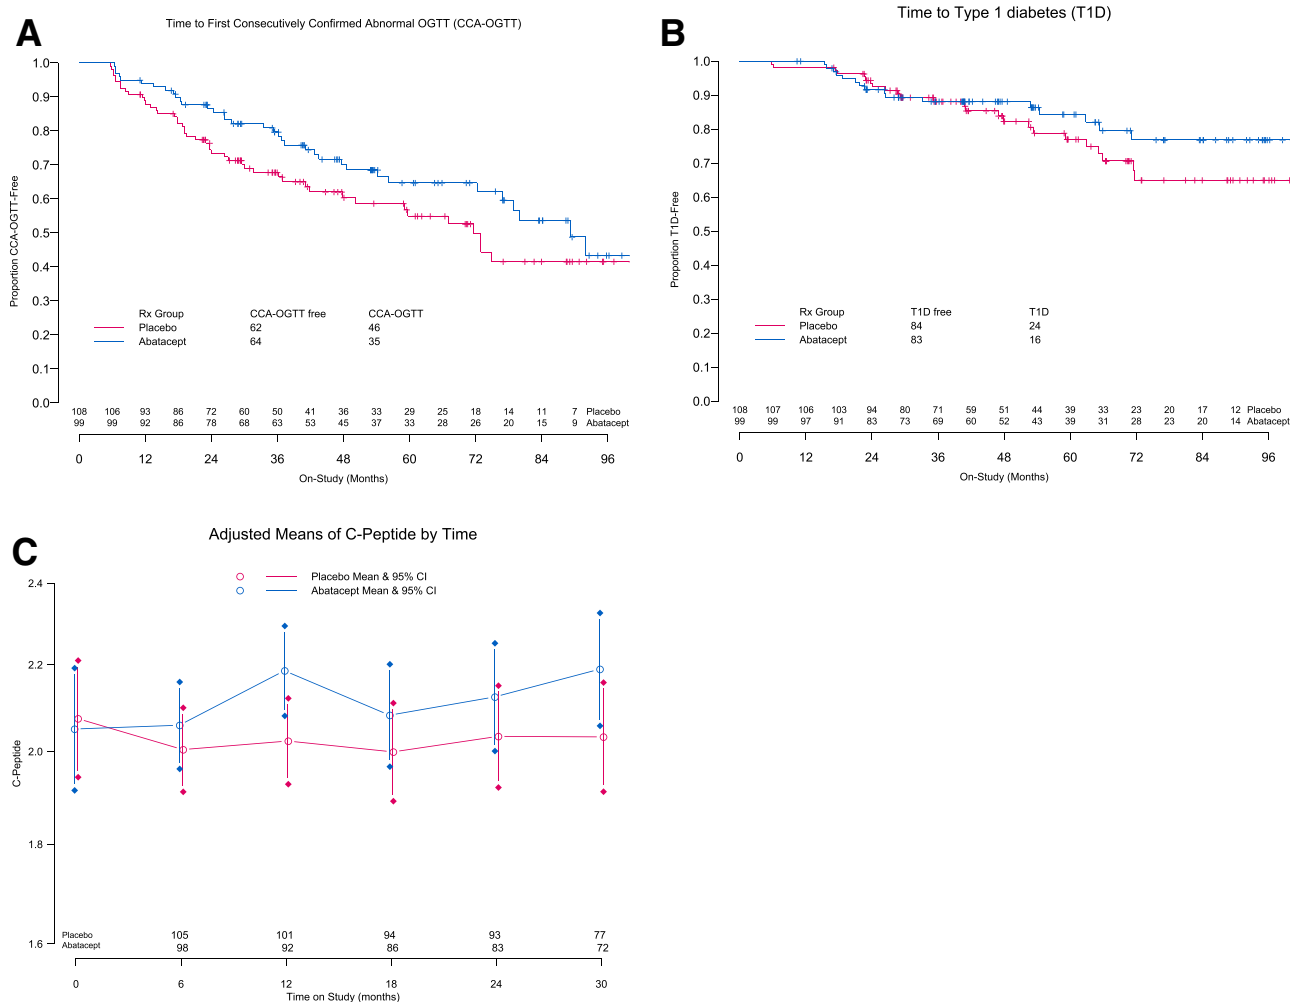 A
Time to First Consecutively Confirmed Abnormal OGTT (CCA-OGTT)
Proportion CCA-OGTT-Free
1.0
0.9
0.8
0.7
0.6
0.5
0.4
0.3
0.2
0.1
0.0
Rx Group CCA-OGTT free CCA-OGTT
Placebo 62 46
Abatacept 64 35
108 106 93 86 72 60 50 41 36 33 29 25 18 14 11 7 Placebo
99 99 92 86 78 68 63 53 45 37 33 28 26 20 15 9 Abatacept
0 12 24 36 48 60 72 84 96
On-Study (Months)
B
Time to Type 1 diabetes (T1D)
Proportion T1D-Free
1.0
0.9
0.8
0.7
0.6
0.5
0.4
0.3
0.2
0.1
0.0
Rx Group T1D free T1D
Placebo 84 24
Abatacept 83 16
108 107 106 103 94 80 71 59 51 44 39 33 23 20 17 12 Placebo
99 99 97 91 83 73 69 60 52 43 39 31 28 23 20 14 Abatacept
0 12 24 36 48 60 72 84 96
On-Study (Months)
C
Adjusted Means of C-Peptide by Time
Placebo Mean & 95% CI
Abatacept Mean & 95% CI
C-Peptide
2.4
2.2
2.0
1.8
1.6
Placebo 105 101 94 93 77
Abatacept 98 92 86 83 72
0 6 12 18 24 30
Time on Study (months)